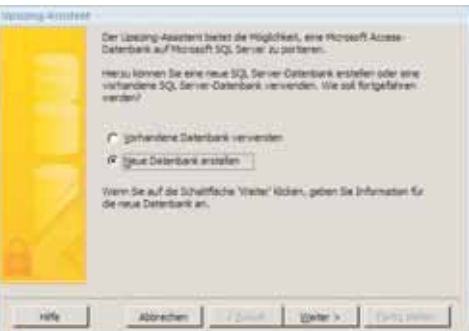 Upsizing-Assistent
Der Upsizing-Assistent bietet die Möglichkeit, eine Microsoft Access-
Datenbank auf Microsoft SQL Server zu portieren.
Hierzu können Sie eine neue SQL Server-Datenbank erstellen oder eine
vorhandene SQL Server-Datenbank verwenden. Wie soll fortgefahren
werden?
Vorhandene Datenbank verwenden
Neue Datenbank erstellen
Wenn Sie auf die Schaltfläche 'Weiter' klicken, geben Sie Information für
die neue Datenbank an.
Hilfe Abbrechen < Zurück Weiter > Fertig stellen